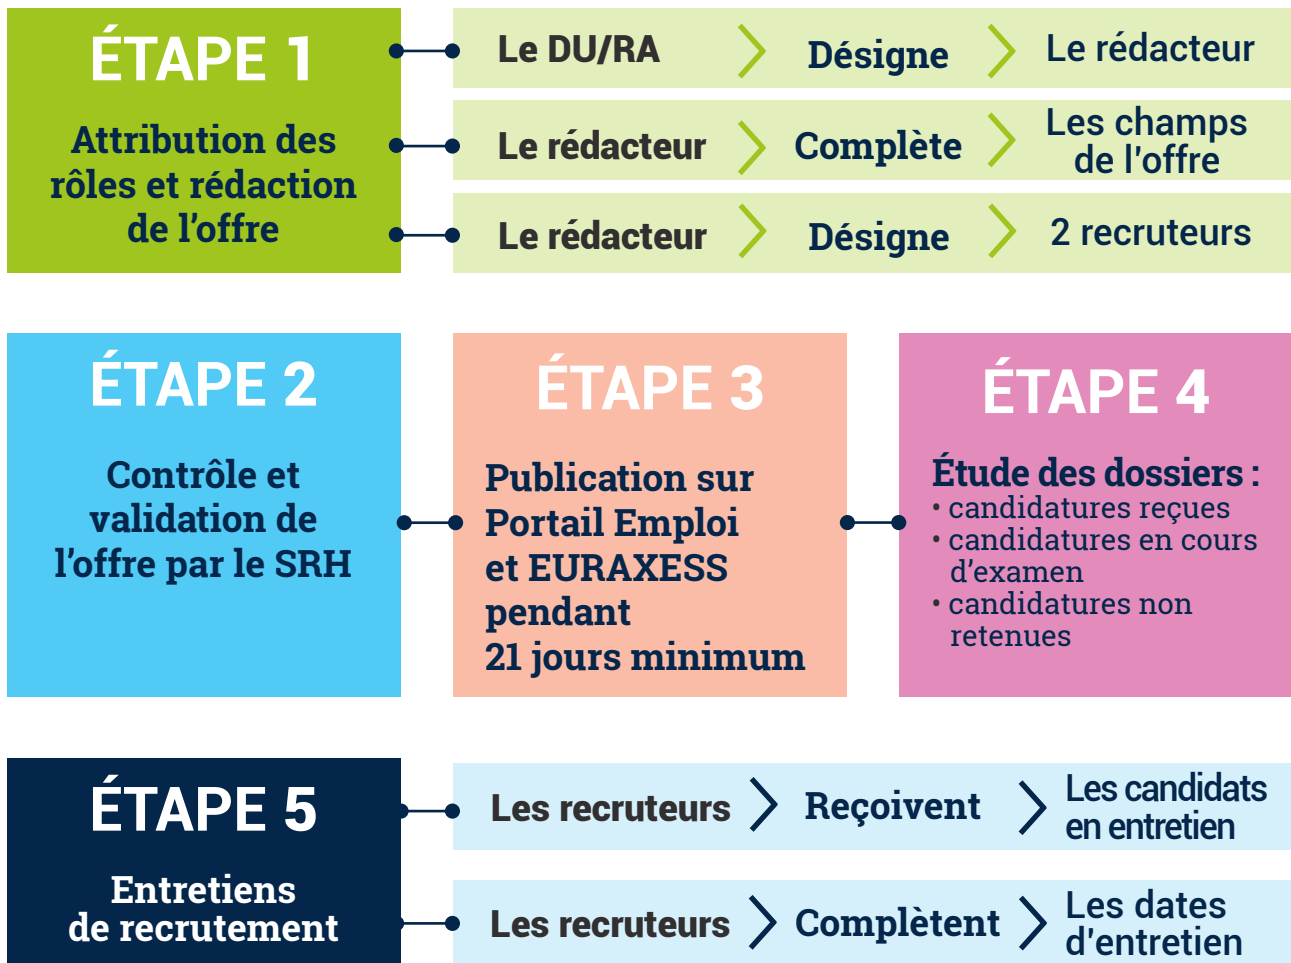 ÉTAPE 1
Attribution des
rôles et rédaction
de l'offre
Le DU/RA
Désigne
Le rédacteur
Le rédacteur
Complète
Les champs
de l'offre
Le rédacteur
Désigne
2 recruteurs
ÉTAPE 2
Contrôle et
validation de
l'offre par le SRH
ÉTAPE 3
Publication sur
Portail Emploi
et EURAXESS
pendant
21 jours minimum
ÉTAPE 4
Étude des dossiers :
• candidatures reçues
• candidatures en cours
d'examen
• candidatures non
retenues
ÉTAPE 5
Entretiens
de recrutement
Les recruteurs
Reçoivent
Les candidats
en entretien
Les recruteurs
Complètent
Les dates
d'entretien